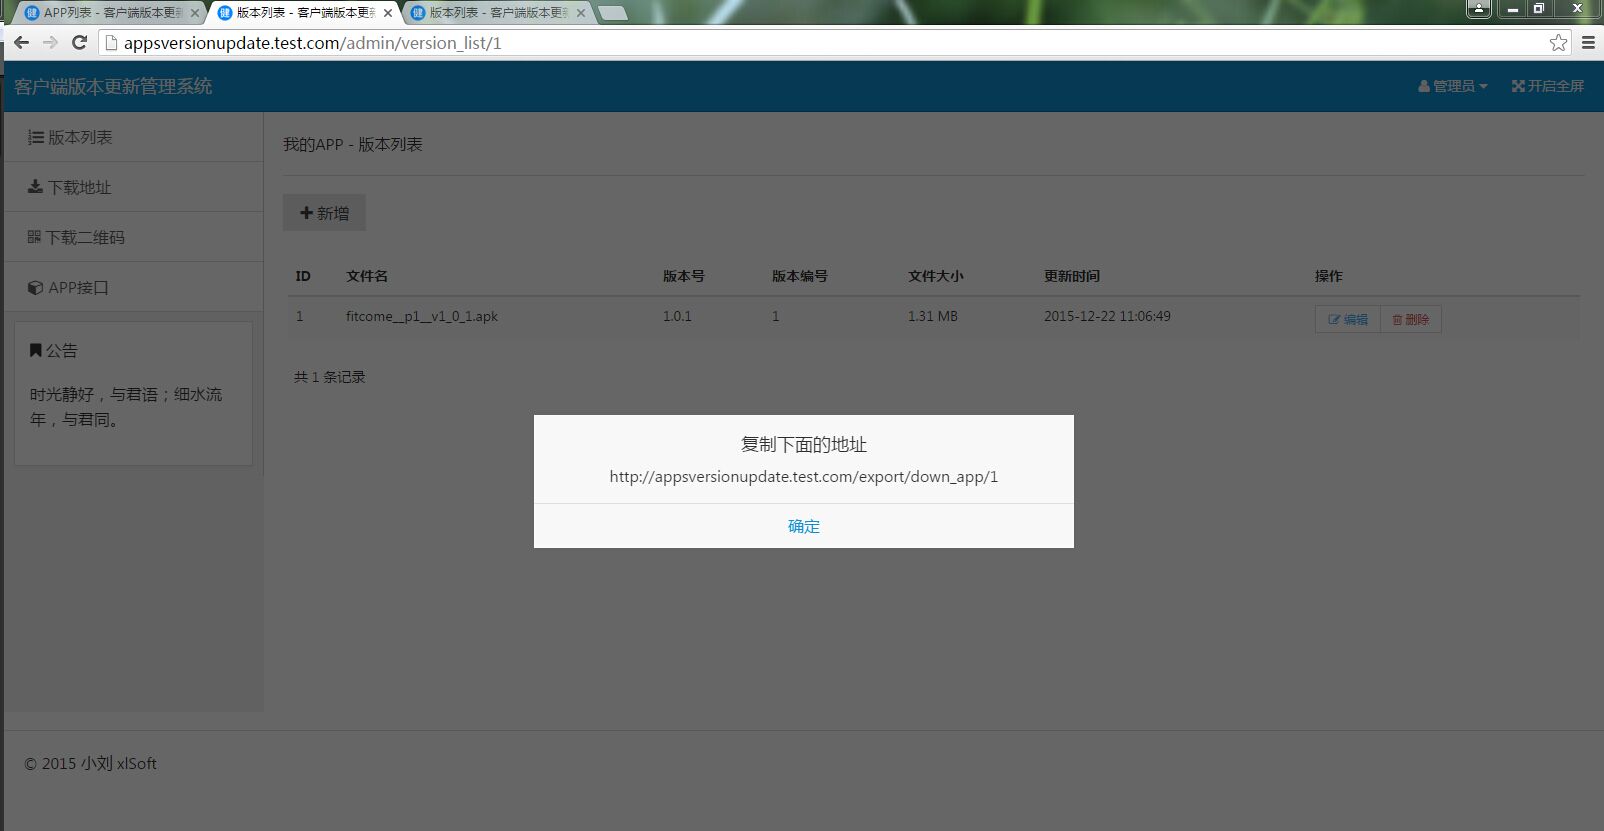 APP列表 - 客户端版本更新
版本列表 - 客户端版本更新
版本列表 - 客户端版本更新
appsversionupdate.test.com/admin/version_list/1
客户端版本更新管理系统
管理员
开启全屏
版本列表
下载地址
下载二维码
APP接口
公告
时光静好，与君语；细水流
年，与君同。
我的APP - 版本列表
新增
ID 文件名 版本号 版本编号 文件大小 更新时间 操作
1 fitcome__p1__v1_0_1.apk 1.0.1 1 1.31 MB 2015-12-22 11:06:49 编辑 删除
共 1 条记录
复制下面的地址
http://appsversionupdate.test.com/export/down_app/1
确定
© 2015 小刘 xlSoft